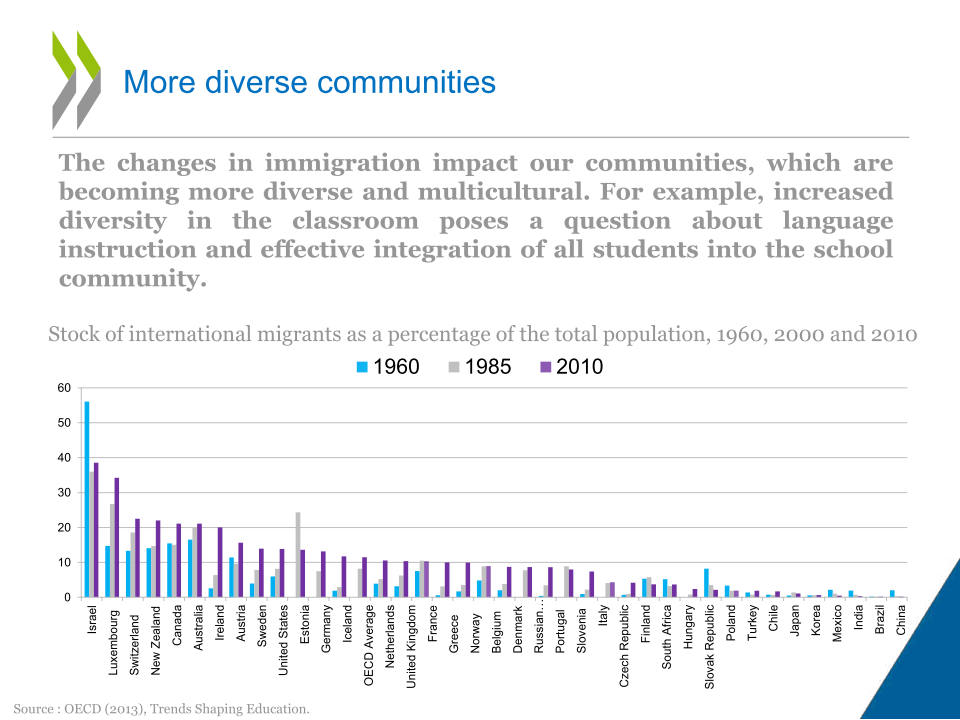 More diverse communities
The changes in immigration impact our communities, which are
becoming more diverse and multicultural. For example, increased
diversity in the classroom poses a question about language
instruction and effective integration of all students into the school
community.
Stock of international migrants as a percentage of the total population, 1960, 2000 and 2010
1960 1985 2010
60
50
40
30
20
10
0
Israel
Luxembourg
Switzerland
New Zealand
Canada
Australia
Ireland
Austria
Sweden
United States
Estonia
Germany
Iceland
OECD Average
Netherlands
United Kingdom
France
Greece
Norway
Belgium
Denmark
Russian…
Portugal
Slovenia
Italy
Czech Republic
Finland
South Africa
Hungary
Slovak Republic
Poland
Turkey
Chile
Japan
Korea
Mexico
India
Brazil
China
Source : OECD (2013), Trends Shaping Education.